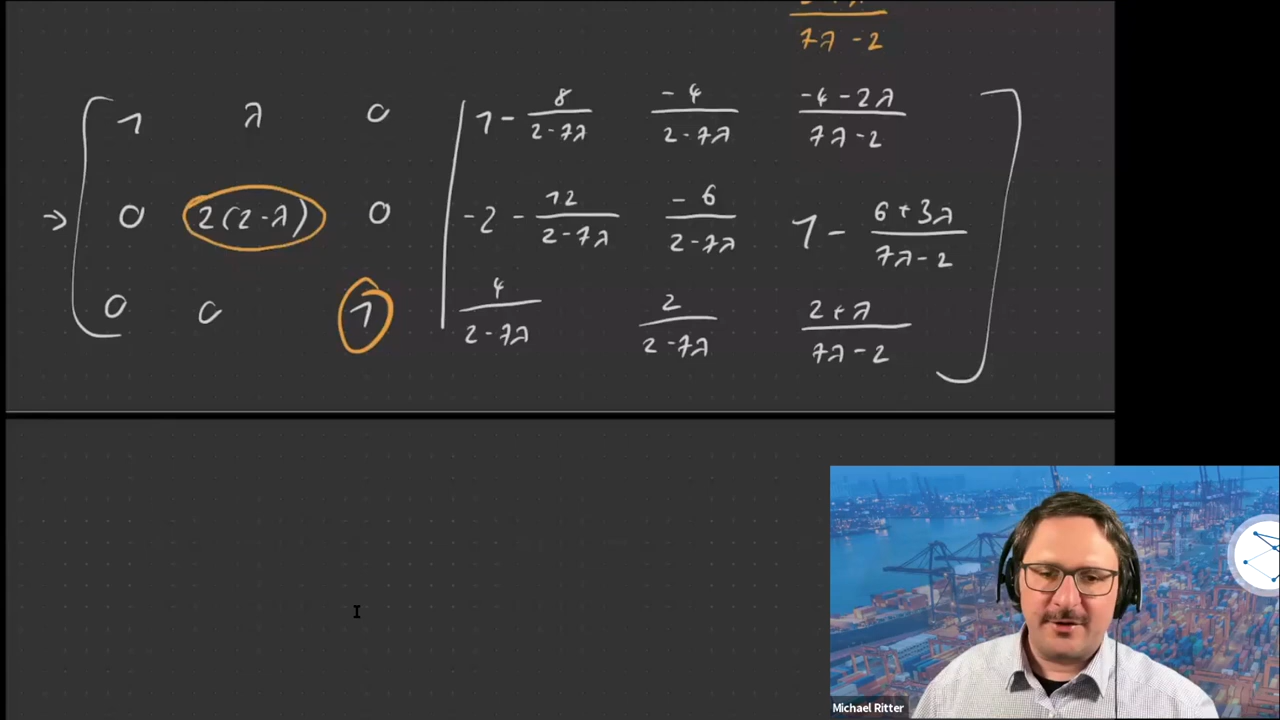 7λ - 2
1 λ 0 | 1 - 8/(2-7λ) -4/(2-7λ) (-4-2λ)/(7λ-2)
→ 0 2(2-λ) 0 | -2 - 12/(2-7λ) -6/(2-7λ) 1 - (6+3λ)/(7λ-2)
0 0 1 | 4/(2-7λ) 2/(2-7λ) (2+λ)/(7λ-2)
Michael Ritter